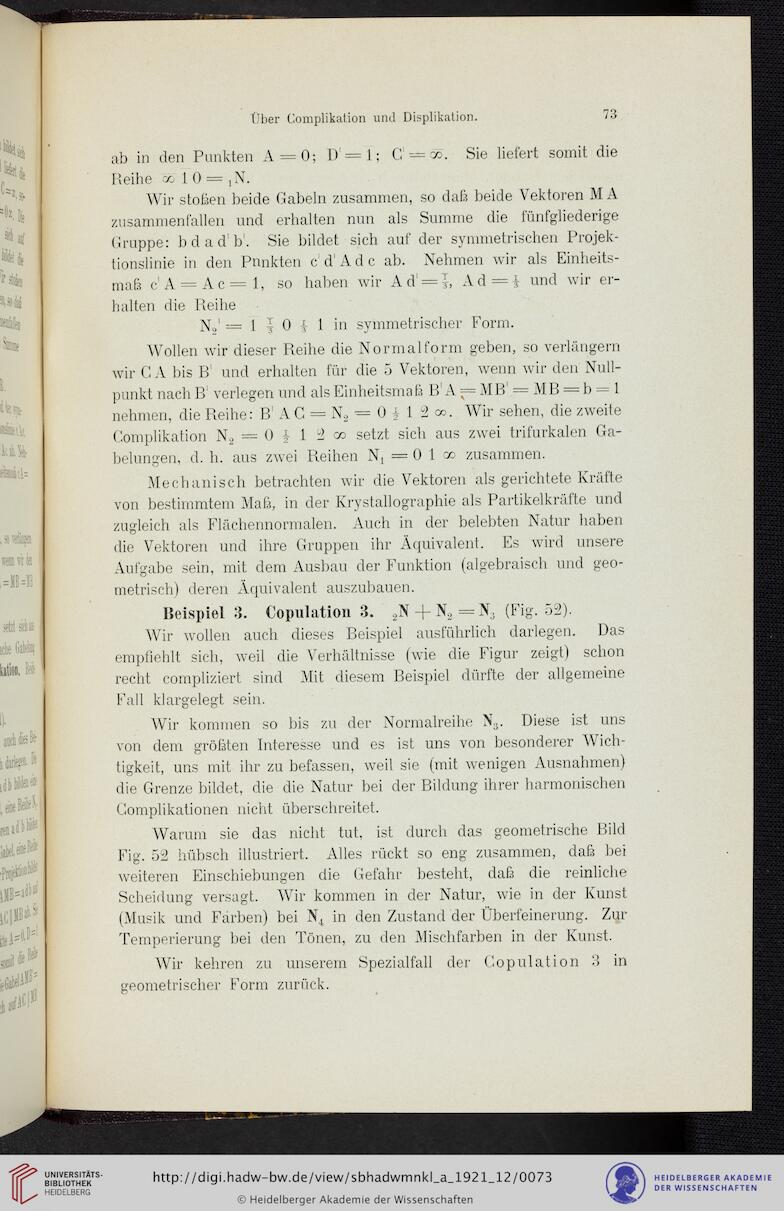 Über Complikation und Displikation. 73
ab in den Punkten A = 0; D' = 1; C' = ∞. Sie liefert somit die
Reihe ∞ 1 0 = ₁N.
Wir stoßen beide Gabeln zusammen, so daß beide Vektoren M A
zusammenfallen und erhalten nun als Summe die fünfgliederige
Gruppe: b d a d' b'. Sie bildet sich auf der symmetrischen Projek-
tionslinie in den Punkten c' d' A d c ab. Nehmen wir als Einheits-
maß c' A = A c = 1, so haben wir A d' = , A d = ⅓ und wir er-
halten die Reihe
N₂' = 1 0 ⅓ 1 in symmetrischer Form.
Wollen wir dieser Reihe die Normalform geben, so verlängern
wir C A bis B' und erhalten für die 5 Vektoren, wenn wir den Null-
punkt nach B' verlegen und als Einheitsmaß B' A = MB' = MB = b = 1
nehmen, die Reihe: B' A C = N₂ = 0 ½ 1 2 ∞. Wir sehen, die zweite
Complikation N₂ = 0 ½ 1 2 ∞ setzt sich aus zwei trifurkalen Ga-
belungen, d. h. aus zwei Reihen N₁ = 0 1 ∞ zusammen.
Mechanisch betrachten wir die Vektoren als gerichtete Kräfte
von bestimmtem Maß, in der Krystallographie als Partikelkräfte und
zugleich als Flächennormalen. Auch in der belebten Natur haben
die Vektoren und ihre Gruppen ihr Äquivalent. Es wird unsere
Aufgabe sein, mit dem Ausbau der Funktion (algebraisch und geo-
metrisch) deren Äquivalent auszubauen.
Beispiel 3. Copulation 3. ₂N + N₂ = N₃ (Fig. 52).
Wir wollen auch dieses Beispiel ausführlich darlegen. Das
empfiehlt sich, weil die Verhältnisse (wie die Figur zeigt) schon
recht compliziert sind Mit diesem Beispiel dürfte der allgemeine
Fall klargelegt sein.
Wir kommen so bis zu der Normalreihe N₃. Diese ist uns
von dem größten Interesse und es ist uns von besonderer Wich-
tigkeit, uns mit ihr zu befassen, weil sie (mit wenigen Ausnahmen)
die Grenze bildet, die die Natur bei der Bildung ihrer harmonischen
Complikationen nicht überschreitet.
Warum sie das nicht tut, ist durch das geometrische Bild
Fig. 52 hübsch illustriert. Alles rückt so eng zusammen, daß bei
weiteren Einschiebungen die Gefahr besteht, daß die reinliche
Scheidung versagt. Wir kommen in der Natur, wie in der Kunst
(Musik und Farben) bei N₄ in den Zustand der Überfeinerung. Zur
Temperierung bei den Tönen, zu den Mischfarben in der Kunst.
Wir kehren zu unserem Spezialfall der Copulation 3 in
geometrischer Form zurück.
UNIVERSITÄTS-
BIBLIOTHEK
HEIDELBERG
http://digi.hadw-bw.de/view/sbhadwmnkl_a_1921_12/0073
© Heidelberger Akademie der Wissenschaften
HEIDELBERGER AKADEMIE
DER WISSENSCHAFTEN